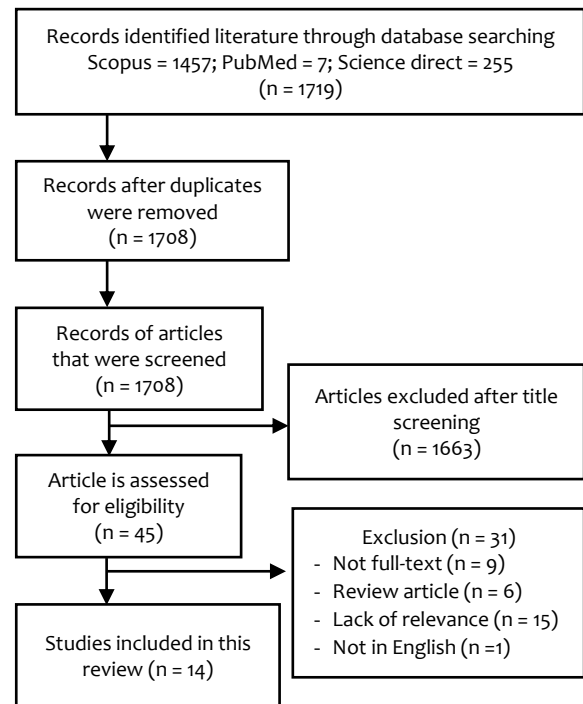 Records identified literature through database searching
Scopus = 1457; PubMed = 7; Science direct = 255
(n = 1719)
Records after duplicates
were removed
(n = 1708)
Records of articles
that were screened
(n = 1708)
Articles excluded after title
screening
(n = 1663)
Article is assessed
for eligibility
(n = 45)
Exclusion (n = 31)
- Not full-text (n = 9)
- Review article (n = 6)
- Lack of relevance (n = 15)
- Not in English (n =1)
Studies included in this
review (n = 14)